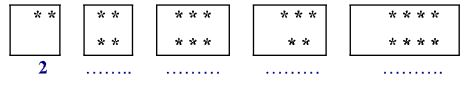 * * * * * * * * * * * * *
* * * * * * * * * * * *
2 …….. ……… ……… ……….